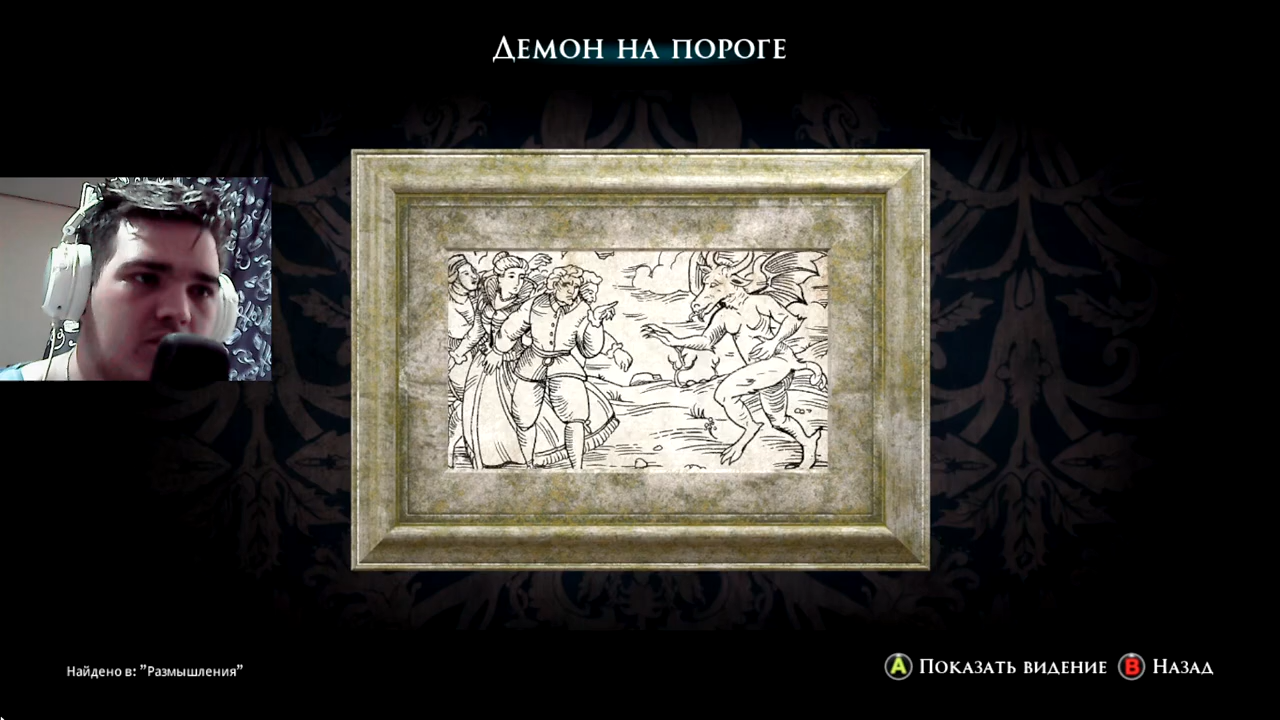 Демон на пороге
Найдено в: "Размышления"
A Показать видение B Назад